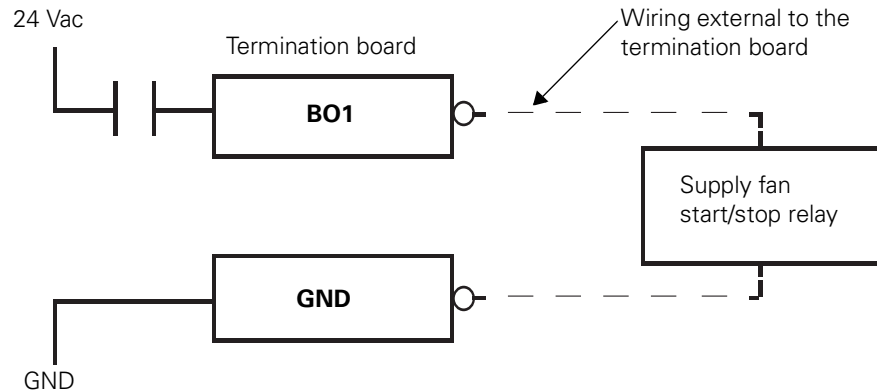 24 Vac
Wiring external to the
termination board
Termination board
BO1
Supply fan
start/stop relay
GND
GND